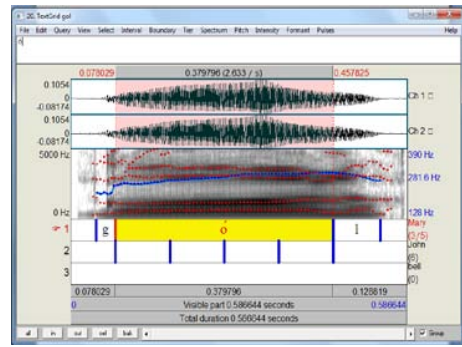 20. TextGrid gol
File Edit Query View Select Interval Boundary Tier Spectrum Pitch Intensity Formant Pulses Help
0.078029 0.379796 (2.633 / s) 0.457825
0.1054
0
-0.08174
Ch 1
0.1054
0
-0.08174
Ch 2
5000 Hz 390 Hz
281.6 Hz
0 Hz 128 Hz
1 g ó l Mary
(3/5)
2 John
(6)
3 bell
(0)
0.078029 0.379796 0.128819
0 Visible part 0.586644 seconds 0.586644
Total duration 0.586644 seconds
all in out sel bak Group